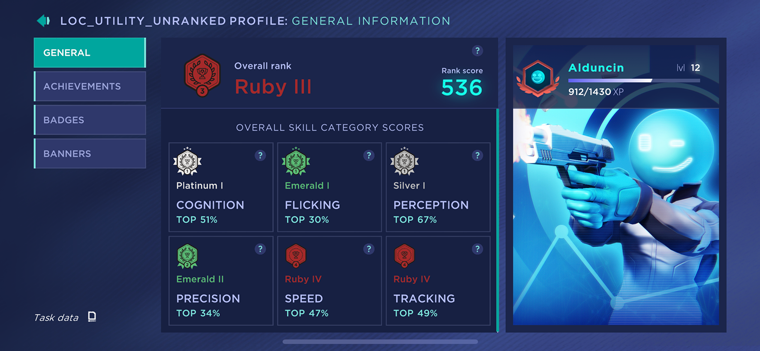 LOC_UTILITY_UNRANKED PROFILE: GENERAL INFORMATION
GENERAL
ACHIEVEMENTS
BADGES
BANNERS
Task data
?
Overall rank
Ruby III
3
Rank score
536
OVERALL SKILL CATEGORY SCORES
?
Platinum I
COGNITION
TOP 51%
?
Emerald I
FLICKING
TOP 30%
?
Silver I
PERCEPTION
TOP 67%
?
Emerald II
PRECISION
TOP 34%
?
Ruby IV
SPEED
TOP 47%
?
Ruby IV
TRACKING
TOP 49%
Alduncin
lvl 12
912/1430 XP